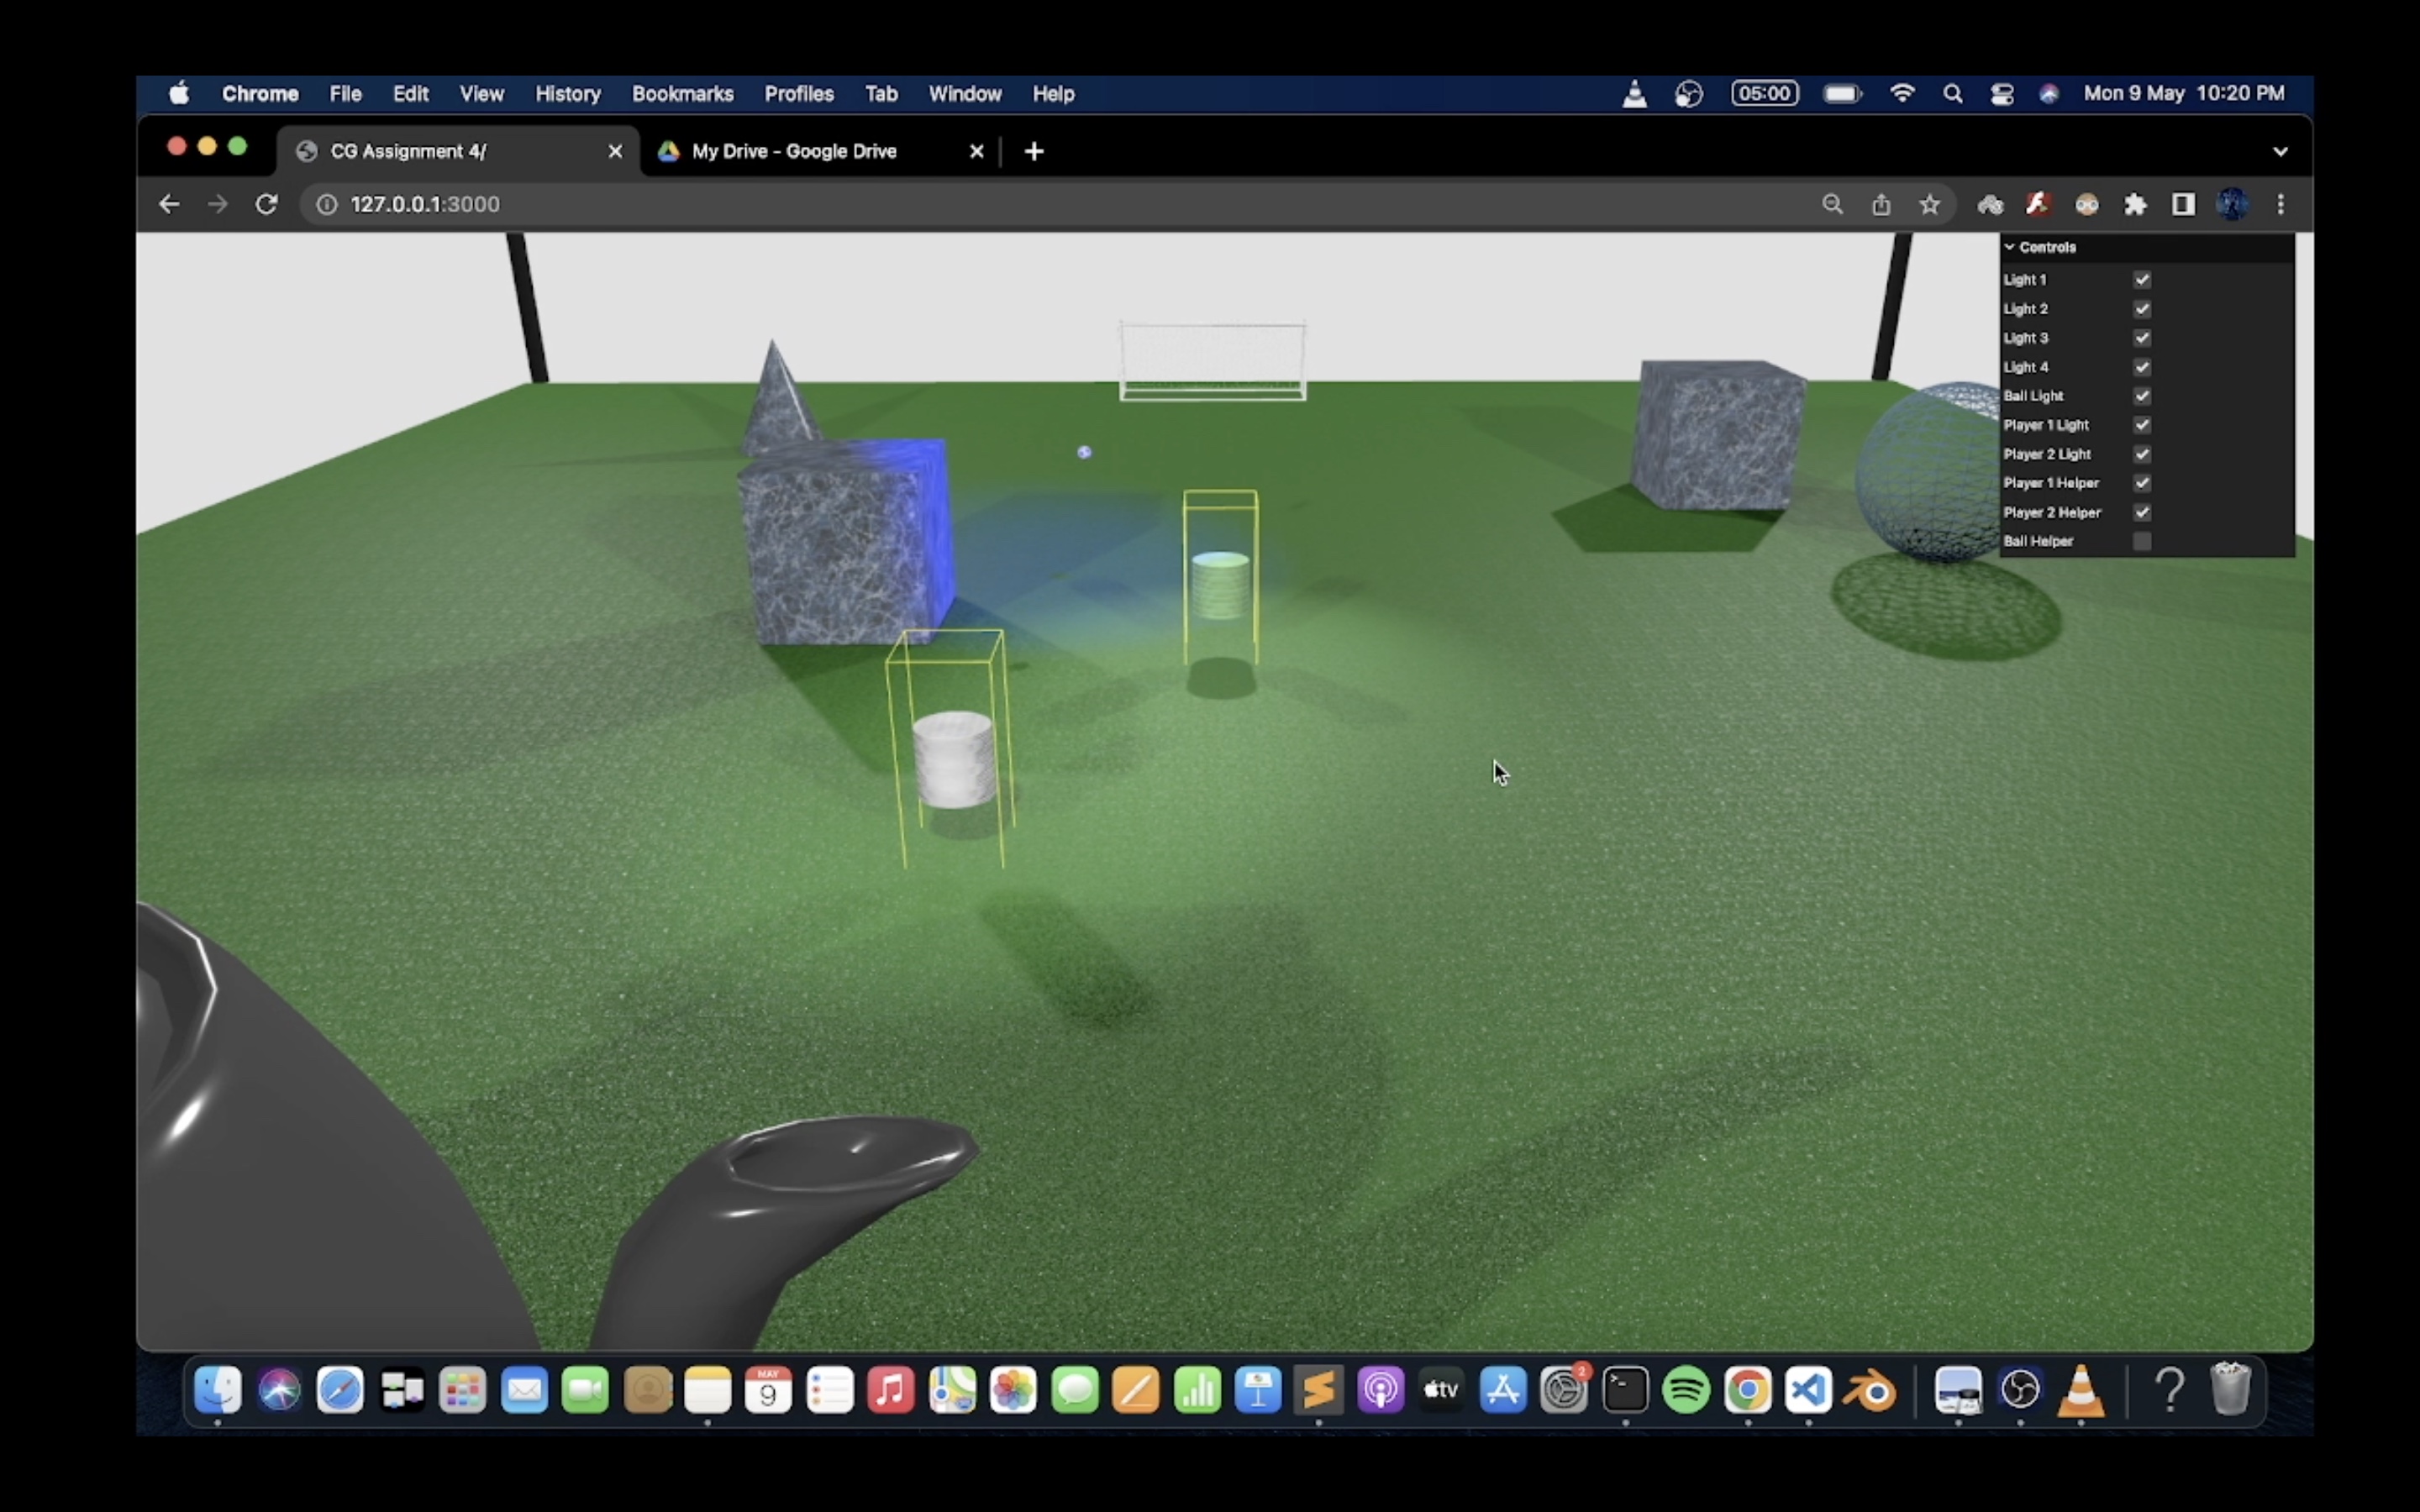 Chrome File Edit View History Bookmarks Profiles Tab Window Help 05:00 Mon 9 May 10:20 PM
CG Assignment 4/ My Drive - Google Drive
127.0.0.1:3000
Controls
Light 1
Light 2
Light 3
Light 4
Ball Light
Player 1 Light
Player 2 Light
Player 1 Helper
Player 2 Helper
Ball Helper
MAY
9
tv
2